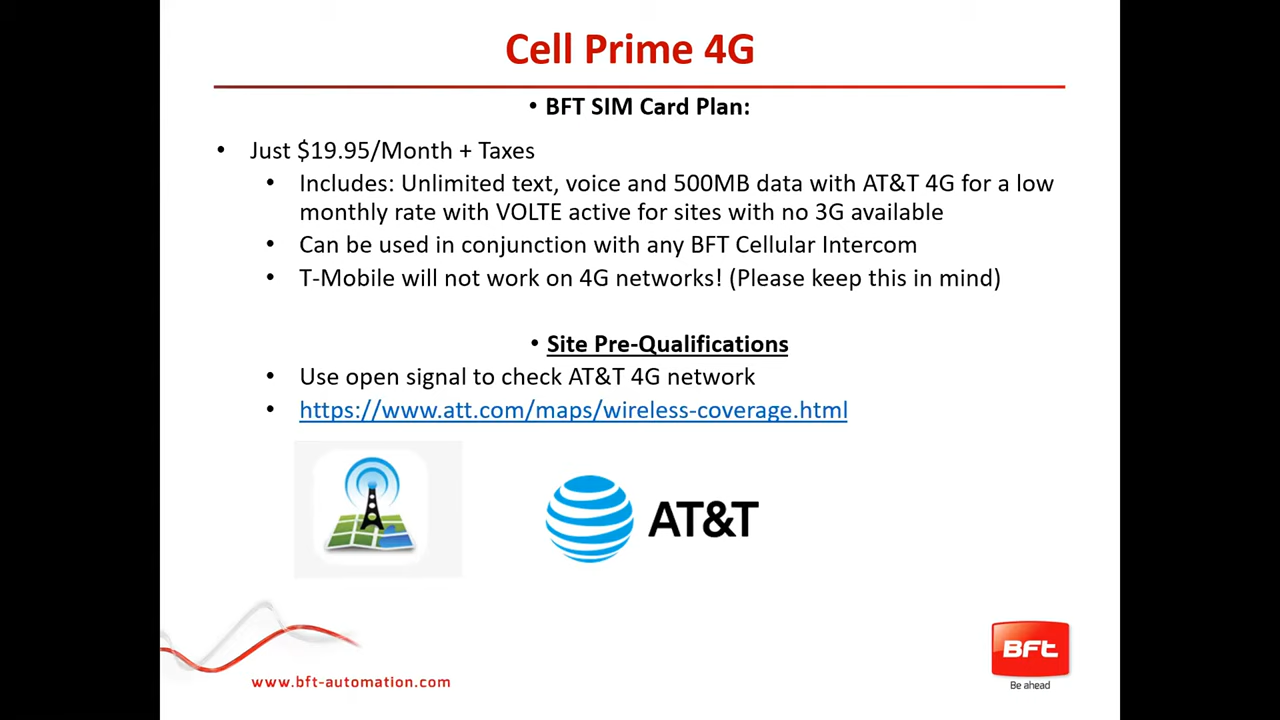 Cell Prime 4G
• BFT SIM Card Plan:
• Just $19.95/Month + Taxes
• Includes: Unlimited text, voice and 500MB data with AT&T 4G for a low
monthly rate with VOLTE active for sites with no 3G available
• Can be used in conjunction with any BFT Cellular Intercom
• T-Mobile will not work on 4G networks! (Please keep this in mind)
• Site Pre-Qualifications
• Use open signal to check AT&T 4G network
• https://www.att.com/maps/wireless-coverage.html
AT&T
BFt
Be ahead
www.bft-automation.com